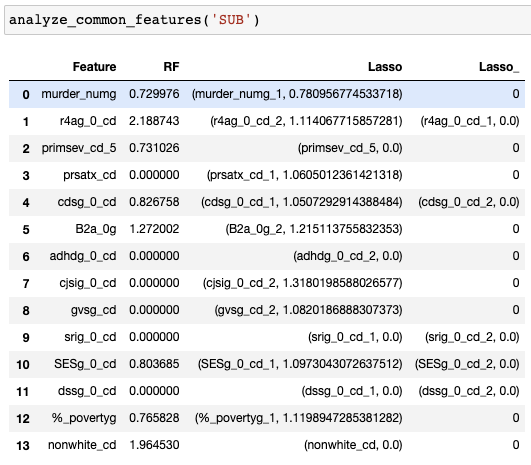 analyze_common_features('SUB')
Feature RF Lasso Lasso_
0 murder_numg 0.729976 (murder_numg_1, 0.780956774533718) 0
1 r4ag_0_cd 2.188743 (r4ag_0_cd_2, 1.114067715857281) (r4ag_0_cd_1, 0.0)
2 primsev_cd_5 0.731026 (primsev_cd_5, 0.0) 0
3 prsatx_cd 0.000000 (prsatx_cd_1, 1.0605012361421318) 0
4 cdsg_0_cd 0.826758 (cdsg_0_cd_1, 1.0507292914388484) (cdsg_0_cd_2, 0.0)
5 B2a_0g 1.272002 (B2a_0g_2, 1.215113755832353) 0
6 adhdg_0_cd 0.000000 (adhdg_0_cd_2, 0.0) 0
7 cjsig_0_cd 0.000000 (cjsig_0_cd_2, 1.3180198588026577) 0
8 gvsg_0_cd 0.000000 (gvsg_0_cd_2, 1.0820186888307373) 0
9 srig_0_cd 0.000000 (srig_0_cd_1, 0.0) (srig_0_cd_2, 0.0)
10 SESg_0_cd 0.803685 (SESg_0_cd_1, 1.0973043072637512) (SESg_0_cd_2, 0.0)
11 dssg_0_cd 0.000000 (dssg_0_cd_1, 0.0) (dssg_0_cd_2, 0.0)
12 %_povertyg 0.765828 (%_povertyg_1, 1.1198947285381282) 0
13 nonwhite_cd 1.964530 (nonwhite_cd, 0.0) 0